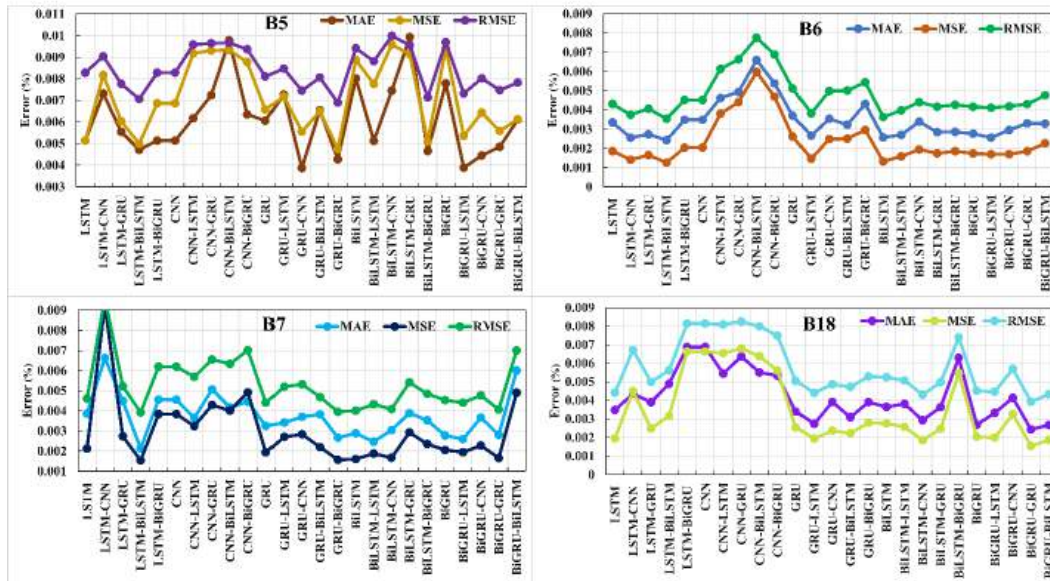 B5
MAE MSE RMSE
Error (%)
0.011
0.01
0.009
0.008
0.007
0.006
0.005
0.004
0.003
LSTM
LSTM-CNN
LSTM-GRU
LSTM-BiLSTM
LSTM-BiGRU
CNN
CNN-LSTM
CNN-GRU
CNN-BiLSTM
CNN-BiGRU
GRU
GRU-LSTM
GRU-CNN
GRU-BiLSTM
GRU-BiGRU
BiLSTM
BiLSTM-LSTM
BiLSTM-CNN
BiLSTM-GRU
BiLSTM-BiGRU
BiGRU
BiGRU-LSTM
BiGRU-CNN
BiGRU-GRU
BiGRU-BiLSTM
B6
MAE MSE RMSE
Error (%)
0.009
0.008
0.007
0.006
0.005
0.004
0.003
0.002
0.001
0
LSTM
LSTM-CNN
LSTM-GRU
LSTM-BiLSTM
LSTM-BiGRU
CNN
CNN-LSTM
CNN-GRU
CNN-BiLSTM
CNN-BiGRU
GRU
GRU-LSTM
GRU-CNN
GRU-BiLSTM
GRU-BiGRU
BiLSTM
BiLSTM-LSTM
BiLSTM-CNN
BiLSTM-GRU
BiLSTM-BiGRU
BiGRU
BiGRU-LSTM
BiGRU-CNN
BiGRU-GRU
BiGRU-BiLSTM
B7
MAE MSE RMSE
Error (%)
0.009
0.008
0.007
0.006
0.005
0.004
0.003
0.002
0.001
LSTM
LSTM-CNN
LSTM-GRU
LSTM-BiLSTM
LSTM-BiGRU
CNN
CNN-LSTM
CNN-GRU
CNN-BiLSTM
CNN-BiGRU
GRU
GRU-LSTM
GRU-CNN
GRU-BiLSTM
GRU-BiGRU
BiLSTM
BiLSTM-LSTM
BiLSTM-CNN
BiLSTM-GRU
BiLSTM-BiGRU
BiGRU
BiGRU-LSTM
BiGRU-CNN
BiGRU-GRU
BiGRU-BiLSTM
B18
MAE MSE RMSE
Error (%)
0.009
0.008
0.007
0.006
0.005
0.004
0.003
0.002
0.001
0
LSTM
LSTM-CNN
LSTM-GRU
LSTM-BiLSTM
LSTM-BiGRU
CNN
CNN-LSTM
CNN-GRU
CNN-BiLSTM
CNN-BiGRU
GRU
GRU-LSTM
GRU-CNN
GRU-BiLSTM
GRU-BiGRU
BiLSTM
BiLSTM-LSTM
BiLSTM-CNN
BiLSTM-GRU
BiLSTM-BiGRU
BiGRU
BiGRU-LSTM
BiGRU-CNN
BiGRU-GRU
BiGRU-BiLSTM